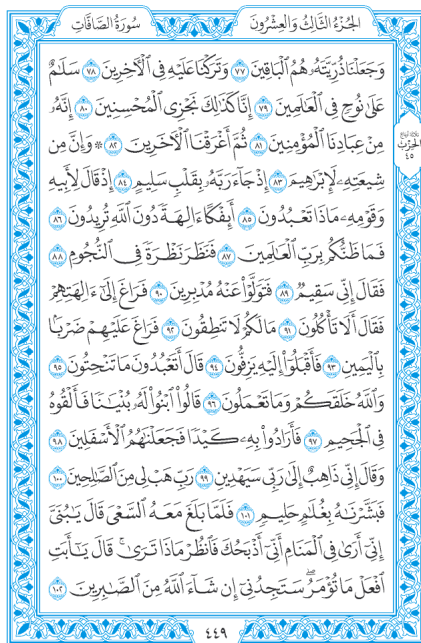 سُورَةُ الصَّافَّاتِ الجُزْءُ الثَّالِثُ وَالعِشْرُونَ
وَجَعَلْنَا ذُرِّيَّتَهُۥ هُمُ ٱلْبَاقِينَ ٧٧ وَتَرَكْنَا عَلَيْهِ فِى ٱلْأَخِرِينَ ٧٨ سَلَٰمٌ
عَلَىٰ نُوحٍ فِى ٱلْعَٰلَمِينَ ٧٩ إِنَّا كَذَٰلِكَ نَجْزِى ٱلْمُحْسِنِينَ ٨٠ إِنَّهُۥ
مِنْ عِبَادِنَا ٱلْمُؤْمِنِينَ ٨١ ثُمَّ أَغْرَقْنَا ٱلْأَخَرِينَ ٨٢ ۞ وَإِنَّ مِن
شِيعَتِهِۦ لَإِبْرَٰهِيمَ ٨٣ إِذْ جَآءَ رَبَّهُۥ بِقَلْبٍ سَلِيمٍ ٨٤ إِذْ قَالَ لِأَبِيهِ
وَقَوْمِهِۦ مَاذَا تَعْبُدُونَ ٨٥ أَئِفْكًا ءَالِهَةً دُونَ ٱللَّهِ تُرِيدُونَ ٨٦
فَمَا ظَنُّكُم بِرَبِّ ٱلْعَٰلَمِينَ ٨٧ فَنَظَرَ نَظْرَةً فِى ٱلنُّجُومِ ٨٨
فَقَالَ إِنِّى سَقِيمٌ ٨٩ فَتَوَلَّوْا۟ عَنْهُ مُدْبِرِينَ ٩٠ فَرَاغَ إِلَىٰٓ ءَالِهَتِهِمْ
فَقَالَ أَلَا تَأْكُلُونَ ٩١ مَا لَكُمْ لَا تَنطِقُونَ ٩٢ فَرَاغَ عَلَيْهِمْ ضَرْبًۢا
بِٱلْيَمِينِ ٩٣ فَأَقْبَلُوٓا۟ إِلَيْهِ يَزِفُّونَ ٩٤ قَالَ أَتَعْبُدُونَ مَا تَنْحِتُونَ ٩٥
وَٱللَّهُ خَلَقَكُمْ وَمَا تَعْمَلُونَ ٩٦ قَالُوا۟ ٱبْنُوا۟ لَهُۥ بُنْيَٰنًا فَأَلْقُوهُ
فِى ٱلْجَحِيمِ ٩٧ فَأَرَادُوا۟ بِهِۦ كَيْدًا فَجَعَلْنَٰهُمُ ٱلْأَسْفَلِينَ ٩٨
وَقَالَ إِنِّى ذَاهِبٌ إِلَىٰ رَبِّى سَيَهْدِينِ ٩٩ رَبِّ هَبْ لِى مِنَ ٱلصَّٰلِحِينَ ١٠٠
فَبَشَّرْنَٰهُ بِغُلَٰمٍ حَلِيمٍ ١٠١ فَلَمَّا بَلَغَ مَعَهُ ٱلسَّعْىَ قَالَ يَٰبُنَىَّ
إِنِّىٓ أَرَىٰ فِى ٱلْمَنَامِ أَنِّىٓ أَذْبَحُكَ فَٱنظُرْ مَاذَا تَرَىٰ ۚ قَالَ يَٰٓأَبَتِ
ٱفْعَلْ مَا تُؤْمَرُ ۖ سَتَجِدُنِىٓ إِن شَآءَ ٱللَّهُ مِنَ ٱلصَّٰبِرِينَ ١٠٢
الحِزْبُ
٤٥
٤٤٩